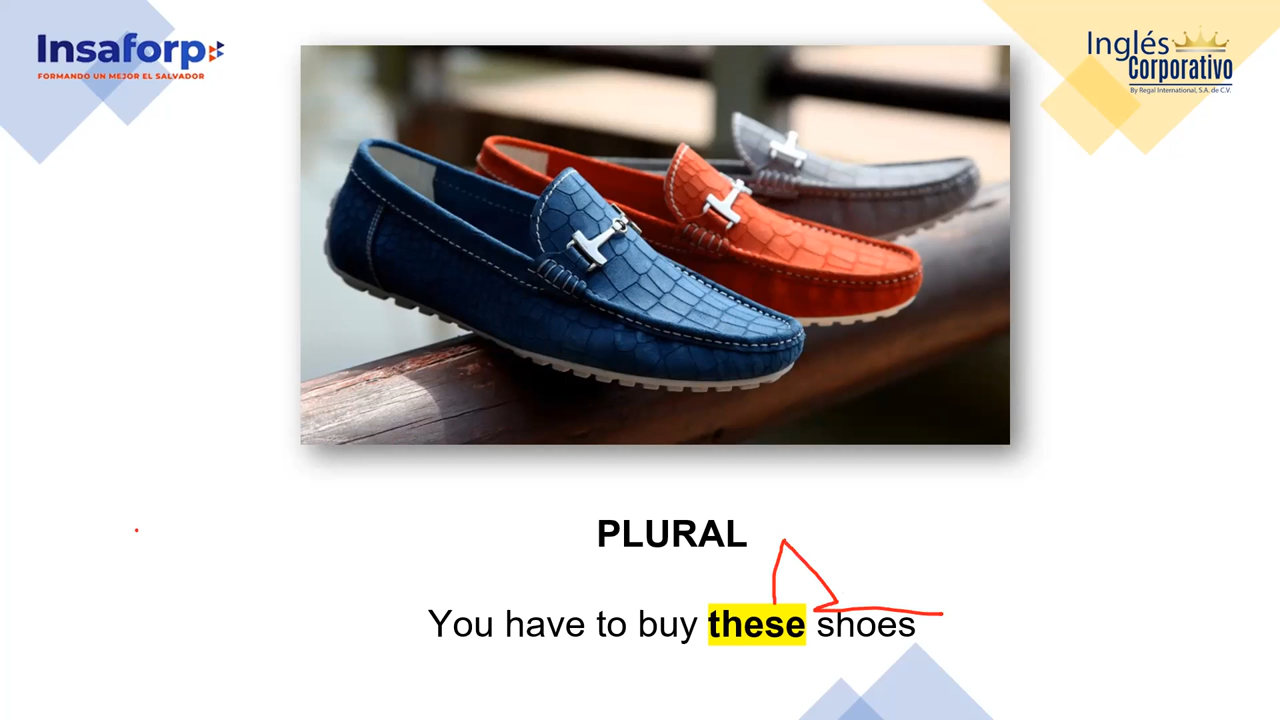 Insaforp
FORMANDO UN MEJOR EL SALVADOR
Inglés
Corporativo
By Regal International, S.A. de C.V.
PLURAL
You have to buy these shoes